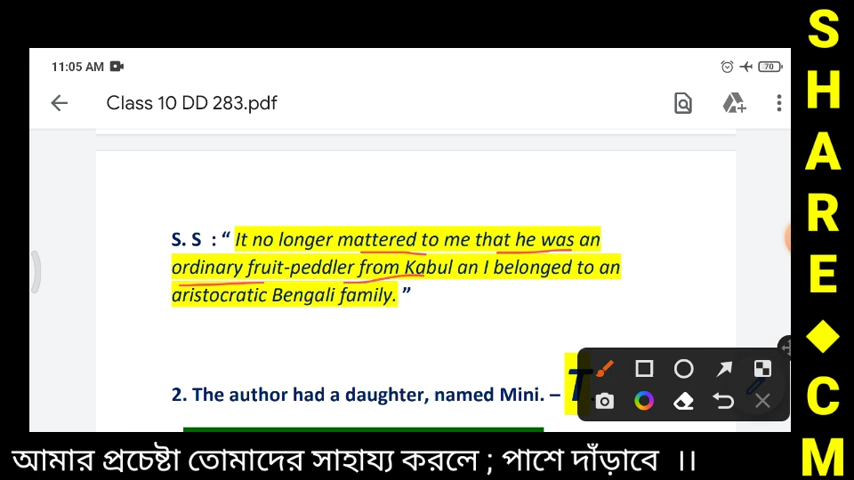 11:05 AM
70
Class 10 DD 283.pdf
S. S : “ It no longer mattered to me that he was an
ordinary fruit-peddler from Kabul an I belonged to an
aristocratic Bengali family. ”
2. The author had a daughter, named Mini. – T
আমার প্রচেষ্টা তোমাদের সাহায্য করলে ; পাশে দাঁড়াবে ।।
S
H
A
R
E
◆
C
M